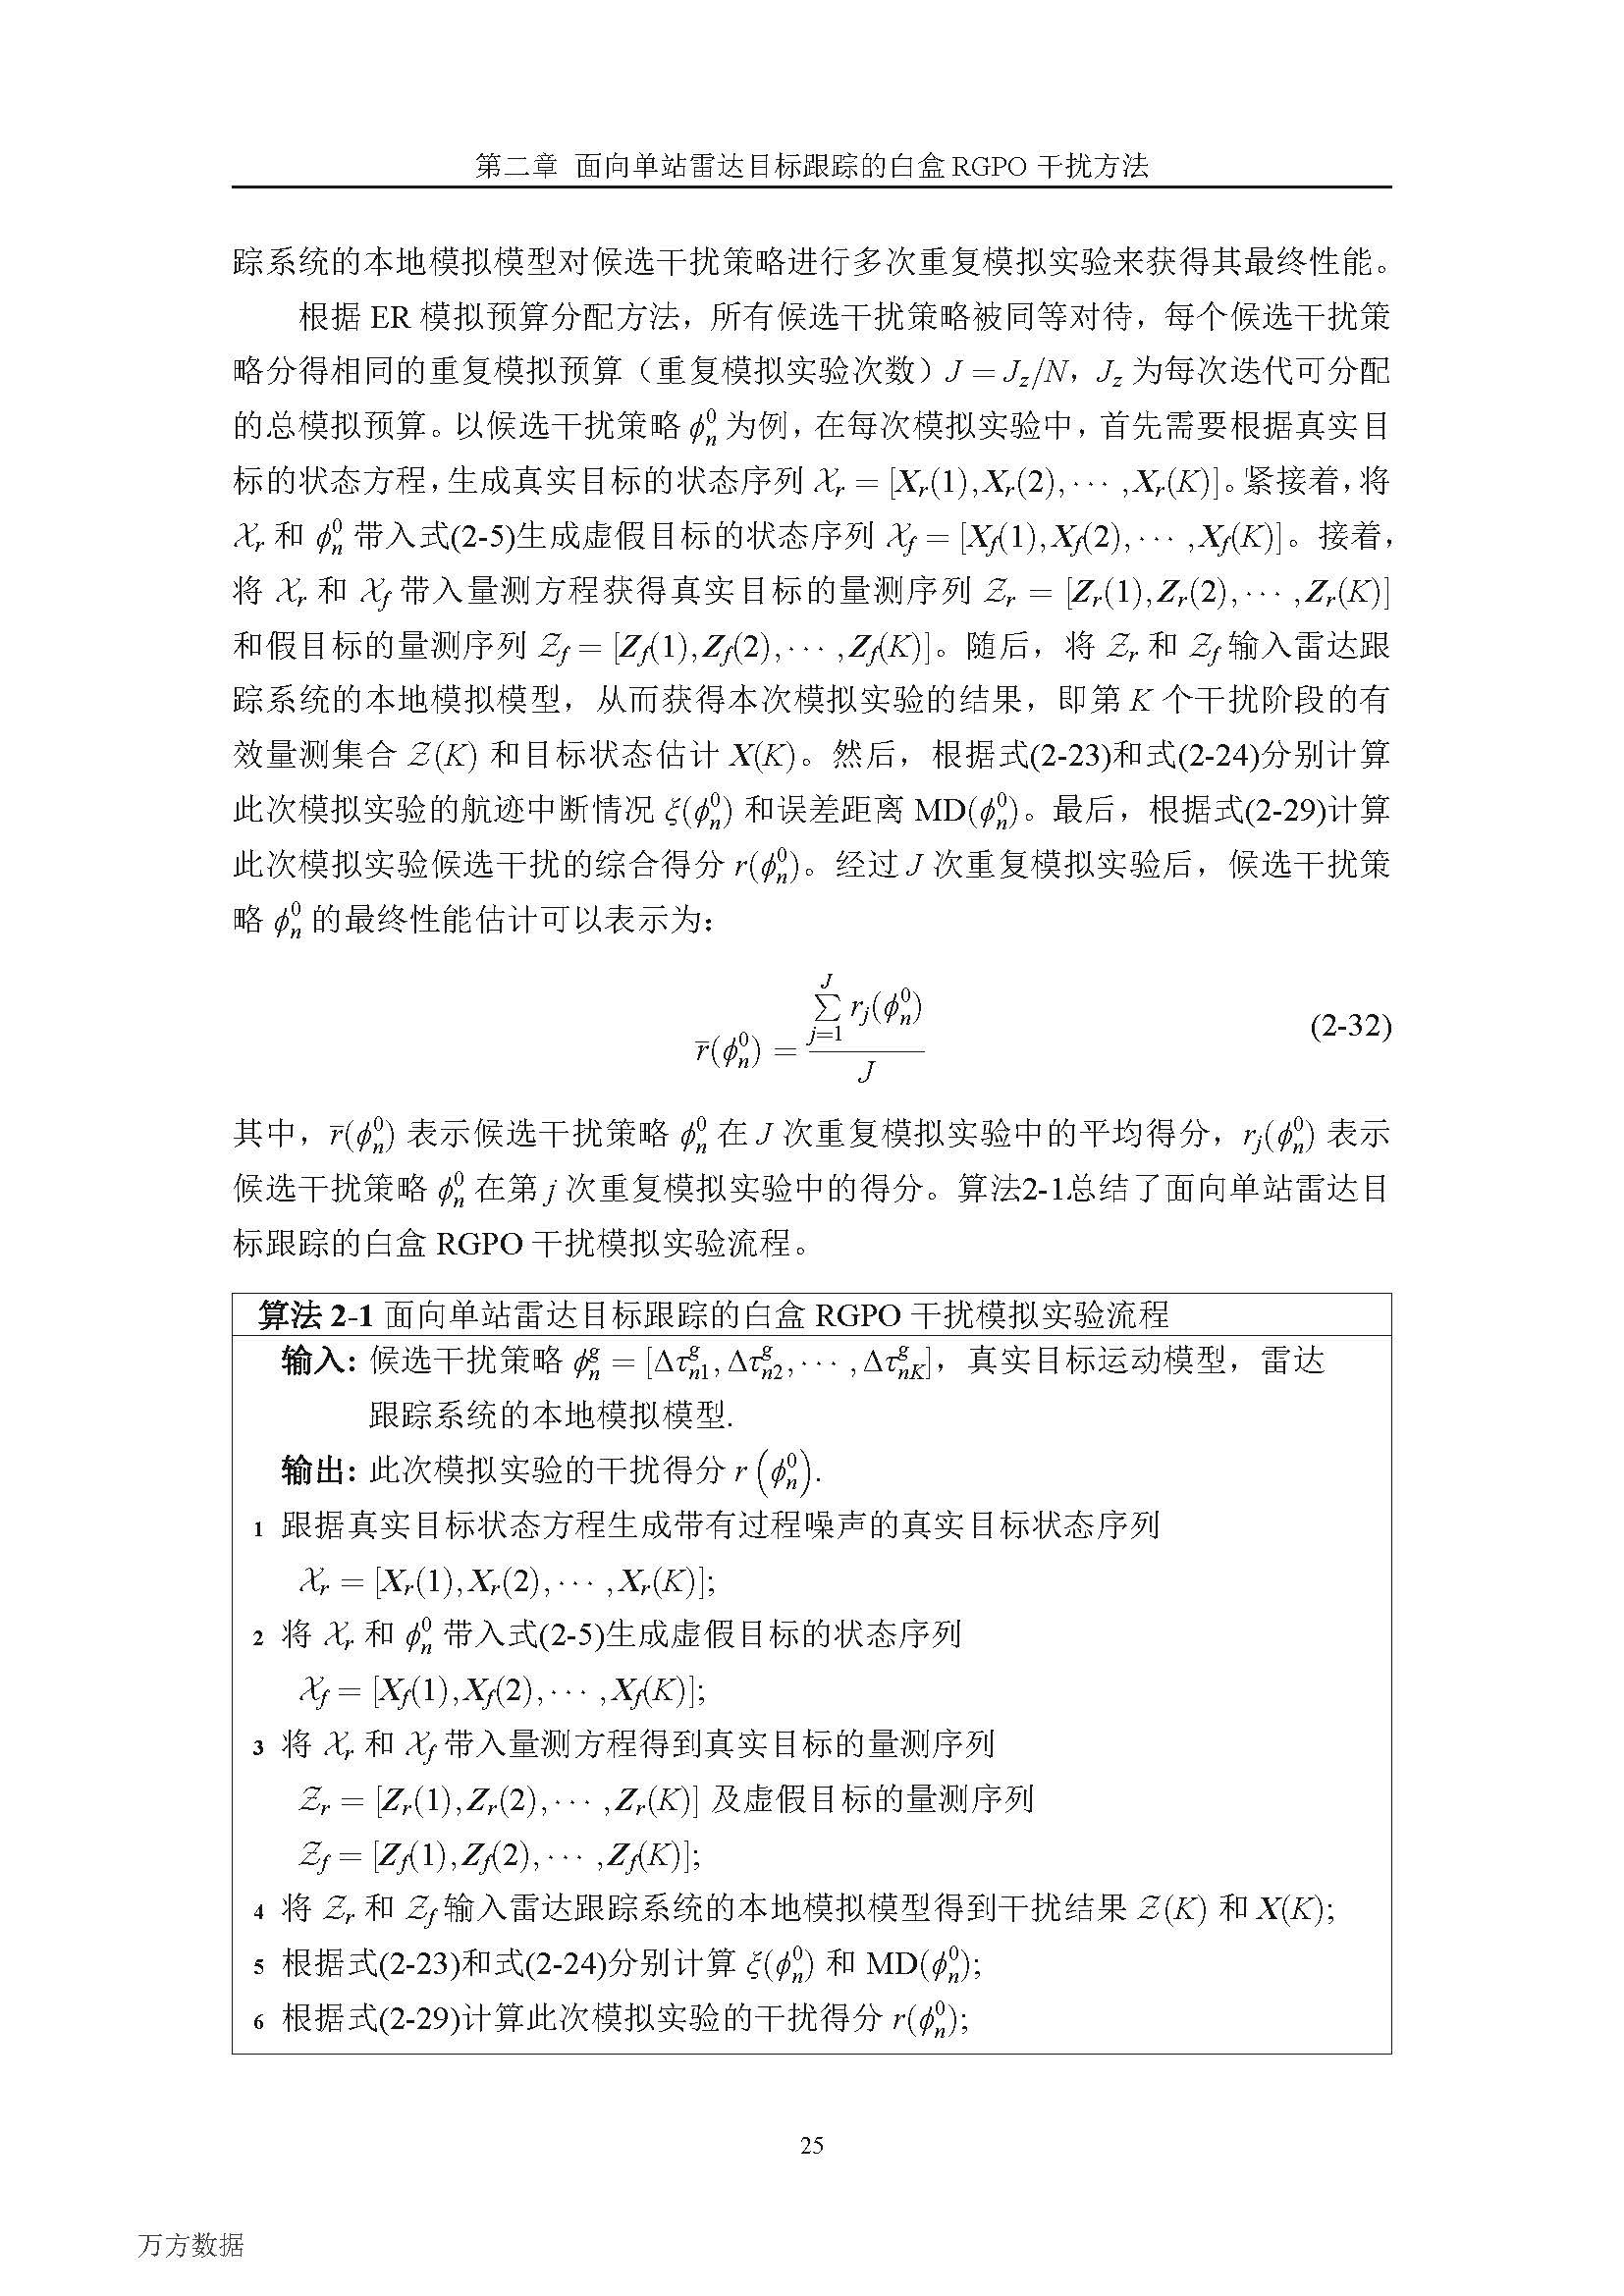 第二章 面向单站雷达目标跟踪的白盒 RGPO 干扰方法
踪系统的本地模拟模型对候选干扰策略进行多次重复模拟实验来获得其最终性能。
根据 ER 模拟预算分配方法，所有候选干扰策略被同等对待，每个候选干扰策
略分得相同的重复模拟预算（重复模拟实验次数）$J = J_z/N$，$J_z$ 为每次迭代可分配
的总模拟预算。以候选干扰策略 $\phi_n^0$ 为例，在每次模拟实验中，首先需要根据真实目
标的状态方程，生成真实目标的状态序列 $\mathcal{X}_r = [\boldsymbol{X}_r(1), \boldsymbol{X}_r(2), \cdots, \boldsymbol{X}_r(K)]$。紧接着，将
$\mathcal{X}_r$ 和 $\phi_n^0$ 带入式(2-5)生成虚假目标的状态序列 $\mathcal{X}_f = [\boldsymbol{X}_f(1), \boldsymbol{X}_f(2), \cdots, \boldsymbol{X}_f(K)]$。接着，
将 $\mathcal{X}_r$ 和 $\mathcal{X}_f$ 带入量测方程获得真实目标的量测序列 $\mathcal{Z}_r = [\boldsymbol{Z}_r(1), \boldsymbol{Z}_r(2), \cdots, \boldsymbol{Z}_r(K)]$
和假目标的量测序列 $\mathcal{Z}_f = [\boldsymbol{Z}_f(1), \boldsymbol{Z}_f(2), \cdots, \boldsymbol{Z}_f(K)]$。随后，将 $\mathcal{Z}_r$ 和 $\mathcal{Z}_f$ 输入雷达跟
踪系统的本地模拟模型，从而获得本次模拟实验的结果，即第 $K$ 个干扰阶段的有
效量测集合 $\mathcal{Z}(K)$ 和目标状态估计 $\boldsymbol{X}(K)$。然后，根据式(2-23)和式(2-24)分别计算
此次模拟实验的航迹中断情况 $\xi(\phi_n^0)$ 和误差距离 $\mathrm{MD}(\phi_n^0)$。最后，根据式(2-29)计算
此次模拟实验候选干扰的综合得分 $r(\phi_n^0)$。经过 $J$ 次重复模拟实验后，候选干扰策
略 $\phi_n^0$ 的最终性能估计可以表示为：
$\bar{r}(\phi_n^0) = \frac{\sum_{j=1}^{J} r_j(\phi_n^0)}{J}$ (2-32)
其中，$\bar{r}(\phi_n^0)$ 表示候选干扰策略 $\phi_n^0$ 在 $J$ 次重复模拟实验中的平均得分，$r_j(\phi_n^0)$ 表示
候选干扰策略 $\phi_n^0$ 在第 $j$ 次重复模拟实验中的得分。算法2-1总结了面向单站雷达目
标跟踪的白盒 RGPO 干扰模拟实验流程。
算法 2-1 面向单站雷达目标跟踪的白盒 RGPO 干扰模拟实验流程
输入: 候选干扰策略 $\phi_n^g = [\Delta\tau_{n1}^g, \Delta\tau_{n2}^g, \cdots, \Delta\tau_{nK}^g]$，真实目标运动模型，雷达
跟踪系统的本地模拟模型.
输出: 此次模拟实验的干扰得分 $r\left(\phi_n^0\right)$.
1 跟据真实目标状态方程生成带有过程噪声的真实目标状态序列
$\mathcal{X}_r = [\boldsymbol{X}_r(1), \boldsymbol{X}_r(2), \cdots, \boldsymbol{X}_r(K)]$;
2 将 $\mathcal{X}_r$ 和 $\phi_n^0$ 带入式(2-5)生成虚假目标的状态序列
$\mathcal{X}_f = [\boldsymbol{X}_f(1), \boldsymbol{X}_f(2), \cdots, \boldsymbol{X}_f(K)]$;
3 将 $\mathcal{X}_r$ 和 $\mathcal{X}_f$ 带入量测方程得到真实目标的量测序列
$\mathcal{Z}_r = [\boldsymbol{Z}_r(1), \boldsymbol{Z}_r(2), \cdots, \boldsymbol{Z}_r(K)]$ 及虚假目标的量测序列
$\mathcal{Z}_f = [\boldsymbol{Z}_f(1), \boldsymbol{Z}_f(2), \cdots, \boldsymbol{Z}_f(K)]$;
4 将 $\mathcal{Z}_r$ 和 $\mathcal{Z}_f$ 输入雷达跟踪系统的本地模拟模型得到干扰结果 $\mathcal{Z}(K)$ 和 $\boldsymbol{X}(K)$;
5 根据式(2-23)和式(2-24)分别计算 $\xi(\phi_n^0)$ 和 $\mathrm{MD}(\phi_n^0)$;
6 根据式(2-29)计算此次模拟实验的干扰得分 $r(\phi_n^0)$;
25
万方数据